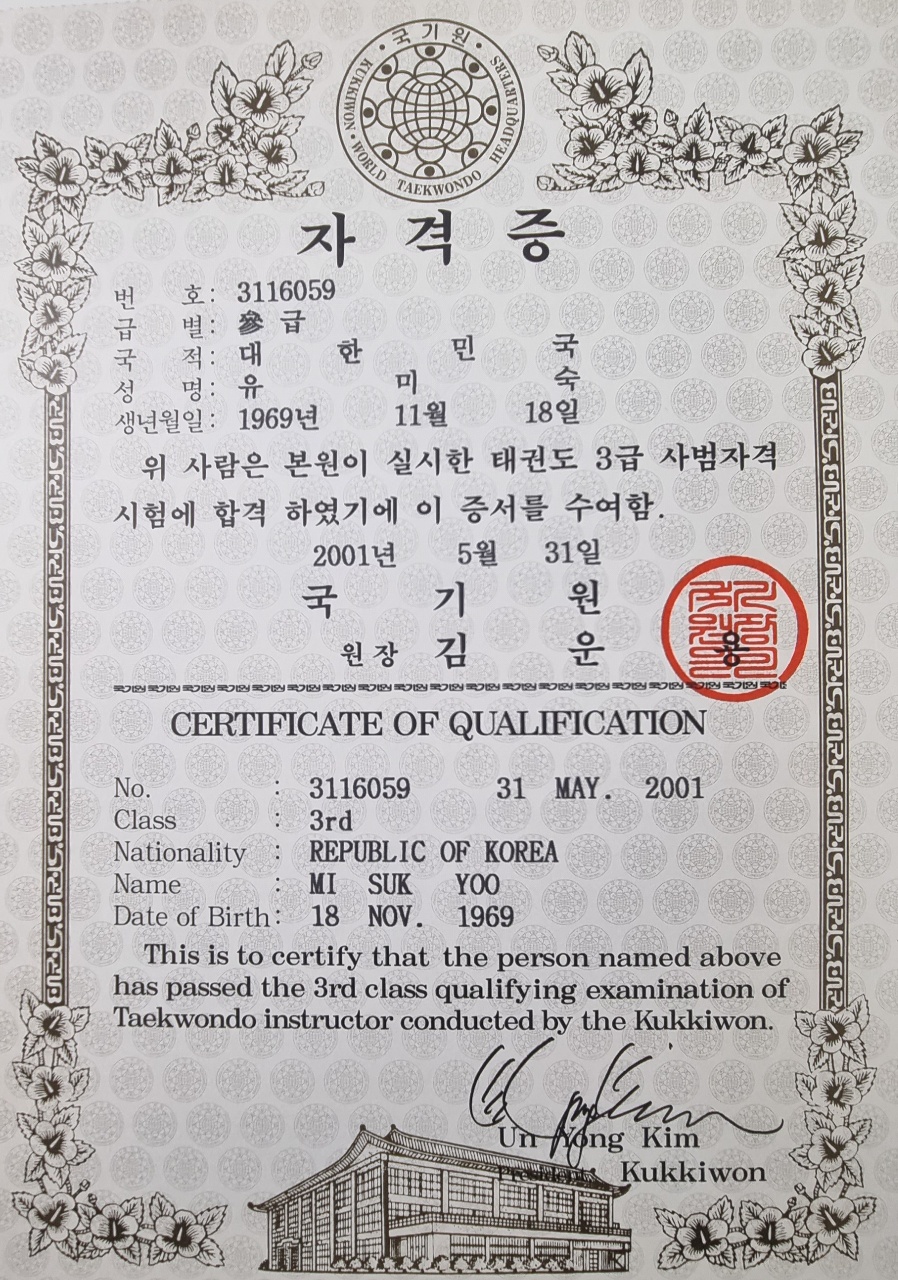 국기원
KUKKIWON · WORLD TAEKWONDO HEADQUARTERS
자 격 증
번 호: 3116059
급 별: 參 급
국 적: 대 한 민 국
성 명: 유 미 숙
생년월일: 1969년 11월 18일
위 사람은 본원이 실시한 태권도 3급 사범자격
시험에 합격 하였기에 이 증서를 수여함.
2001년 5월 31일
국 기 원
원장 김 운 용
CERTIFICATE OF QUALIFICATION
No. : 3116059 31 MAY. 2001
Class : 3rd
Nationality : REPUBLIC OF KOREA
Name : MI SUK YOO
Date of Birth : 18 NOV. 1969
This is to certify that the person named above
has passed the 3rd class qualifying examination of
Taekwondo instructor conducted by the Kukkiwon.
Un Yong Kim
President, Kukkiwon